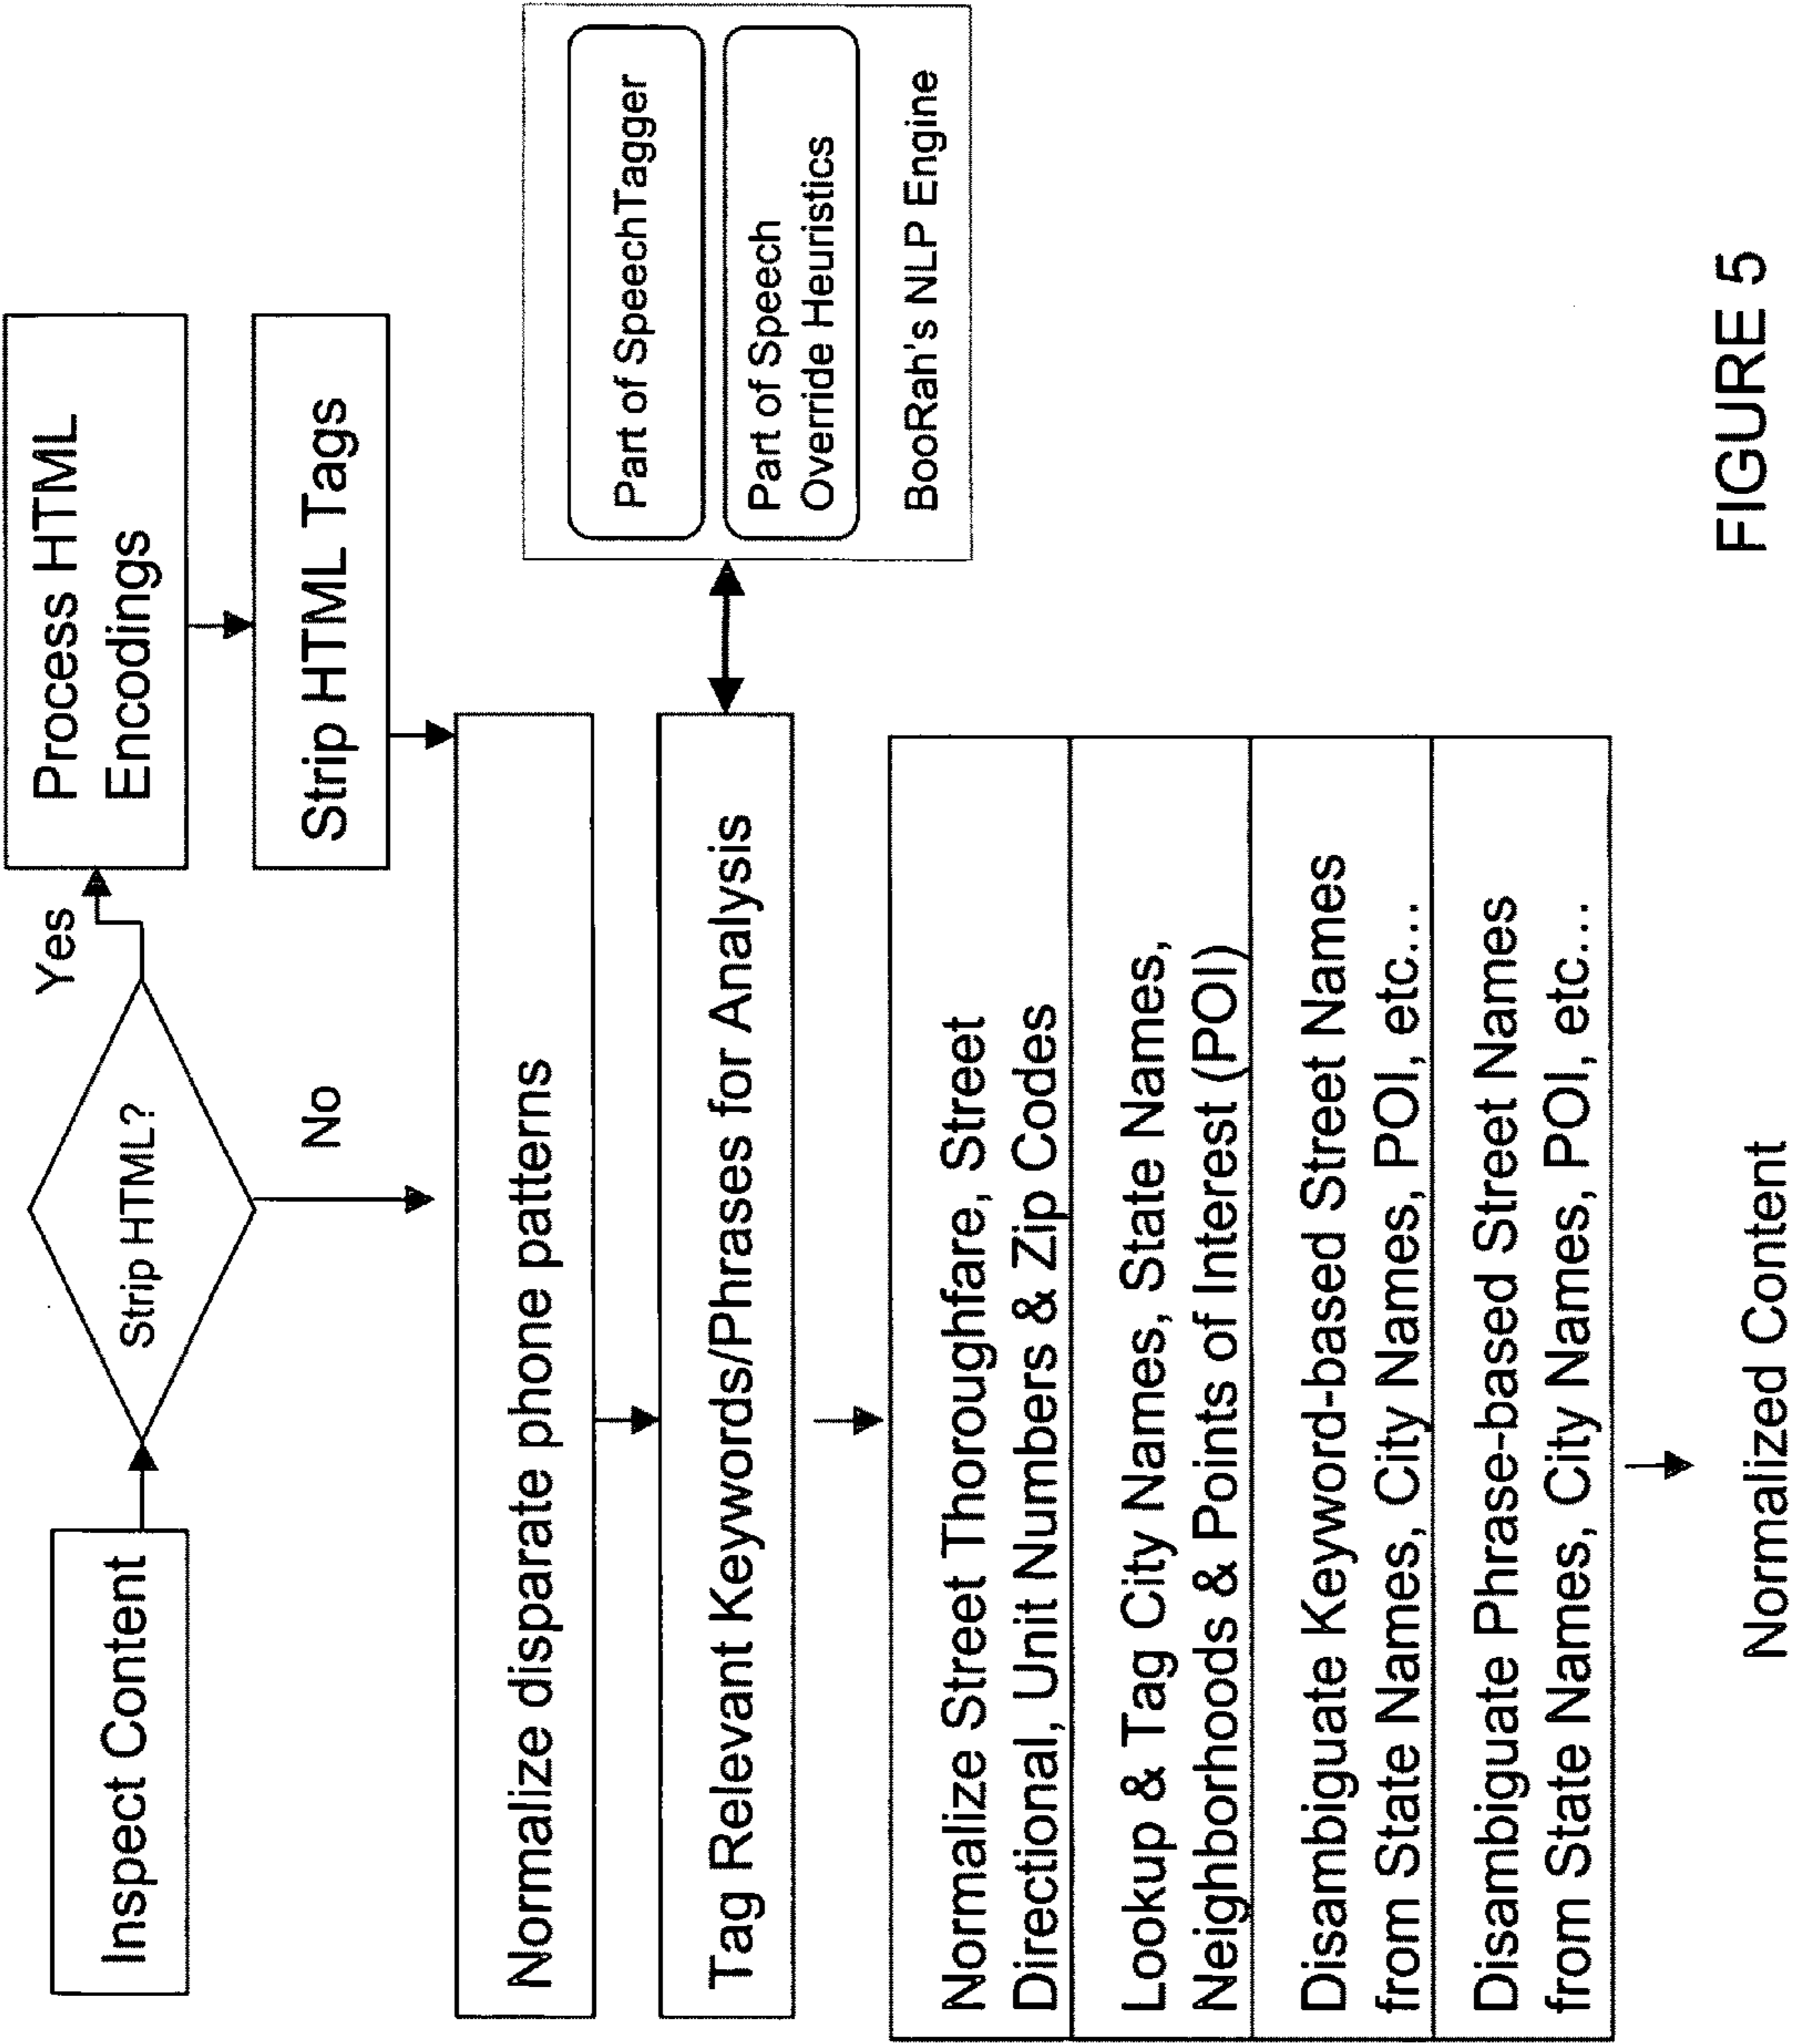 Inspect Content
Strip HTML?
Yes
No
Process HTML
Encodings
Strip HTML Tags
Normalize disparate phone patterns
Tag Relevant Keywords/Phrases for Analysis
Part of SpeechTagger
Part of Speech
Override Heuristics
BooRah's NLP Engine
Normalize Street Thoroughfare, Street
Directional, Unit Numbers & Zip Codes
Lookup & Tag City Names, State Names,
Neighborhoods & Points of Interest (POI)
Disambiguate Keyword-based Street Names
from State Names, City Names, POI, etc...
Disambiguate Phrase-based Street Names
from State Names, City Names, POI, etc...
Normalized Content
FIGURE 5